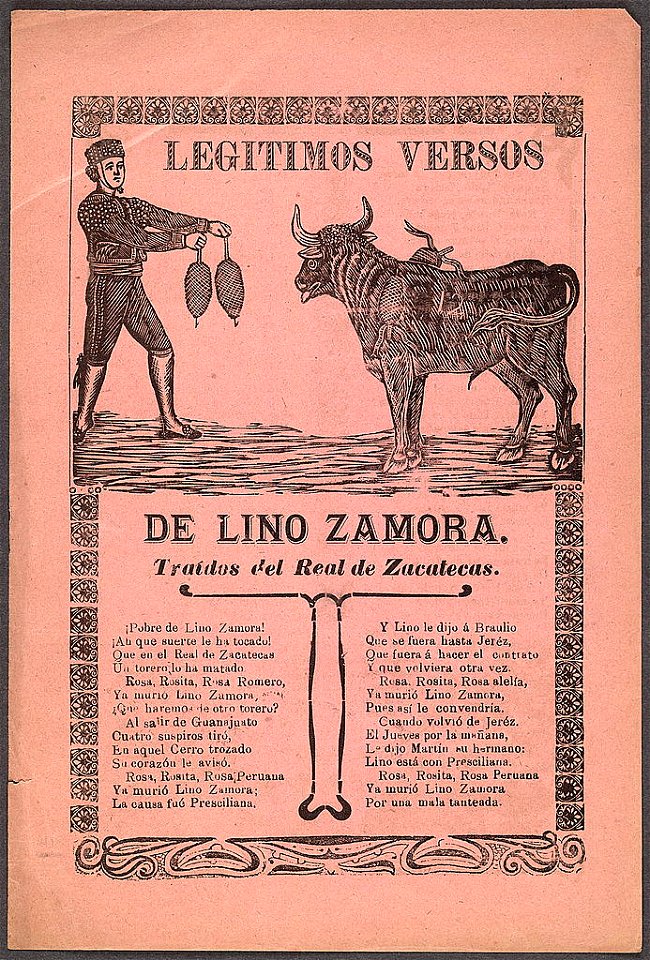 LEGITIMOS VERSOS
DE LINO ZAMORA.
Traídos del Real de Zacatecas.
¡Pobre de Lino Zamora!
¡Ah que suerte le ha tocado!
Que en el Real de Zacatecas
Un torero lo ha matado
Rosa, Rosita, Rosa Romero,
Ya murió Lino Zamora,
¿Que haremos de otro torero?
Al salir de Guanajuato
Cuatro suspiros tiró,
En aquel Cerro trozado
Su corazón le avisó.
Rosa, Rosita, Rosa Peruana
Ya murió Lino Zamora;
La causa fué Presciliana.
Y Lino le dijo á Braulio
Que se fuera hasta Jeréz,
Que fuera á hacer el contrato
Y que volviera otra vez.
Rosa, Rosita, Rosa alelía,
Ya murió Lino Zamora,
Pues así le convendría.
Cuando volvió de Jeréz.
El Jueves por la mañana,
Le dijo Martín su hermano:
Lino está con Presciliana.
Rosa, Rosita, Rosa Peruana
Ya murió Lino Zamora
Por una mala tanteada.